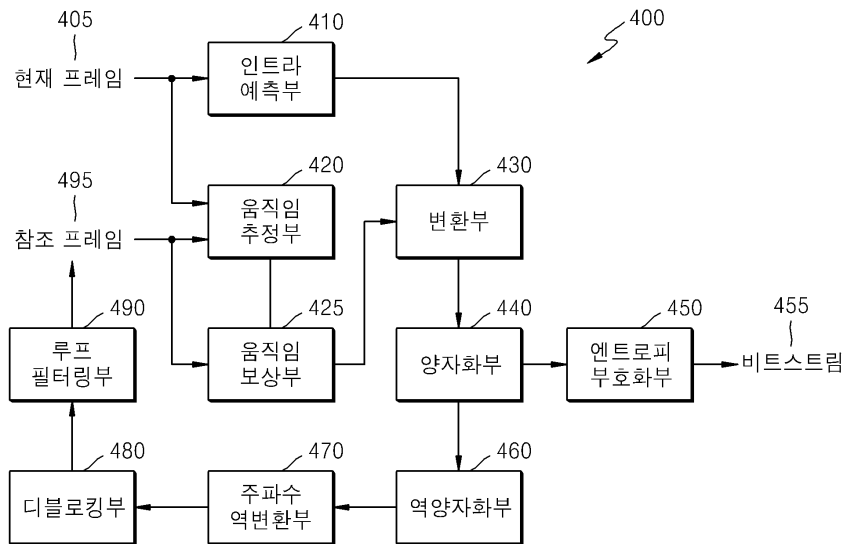 405
410
400
현재 프레임
인트라
예측부
495
420
430
참조 프레임
움직임
추정부
변환부
490
425
440
450
455
루프
필터링부
움직임
보상부
양자화부
엔트로피
부호화부
비트스트림
480
470
460
디블로킹부
주파수
역변환부
역양자화부